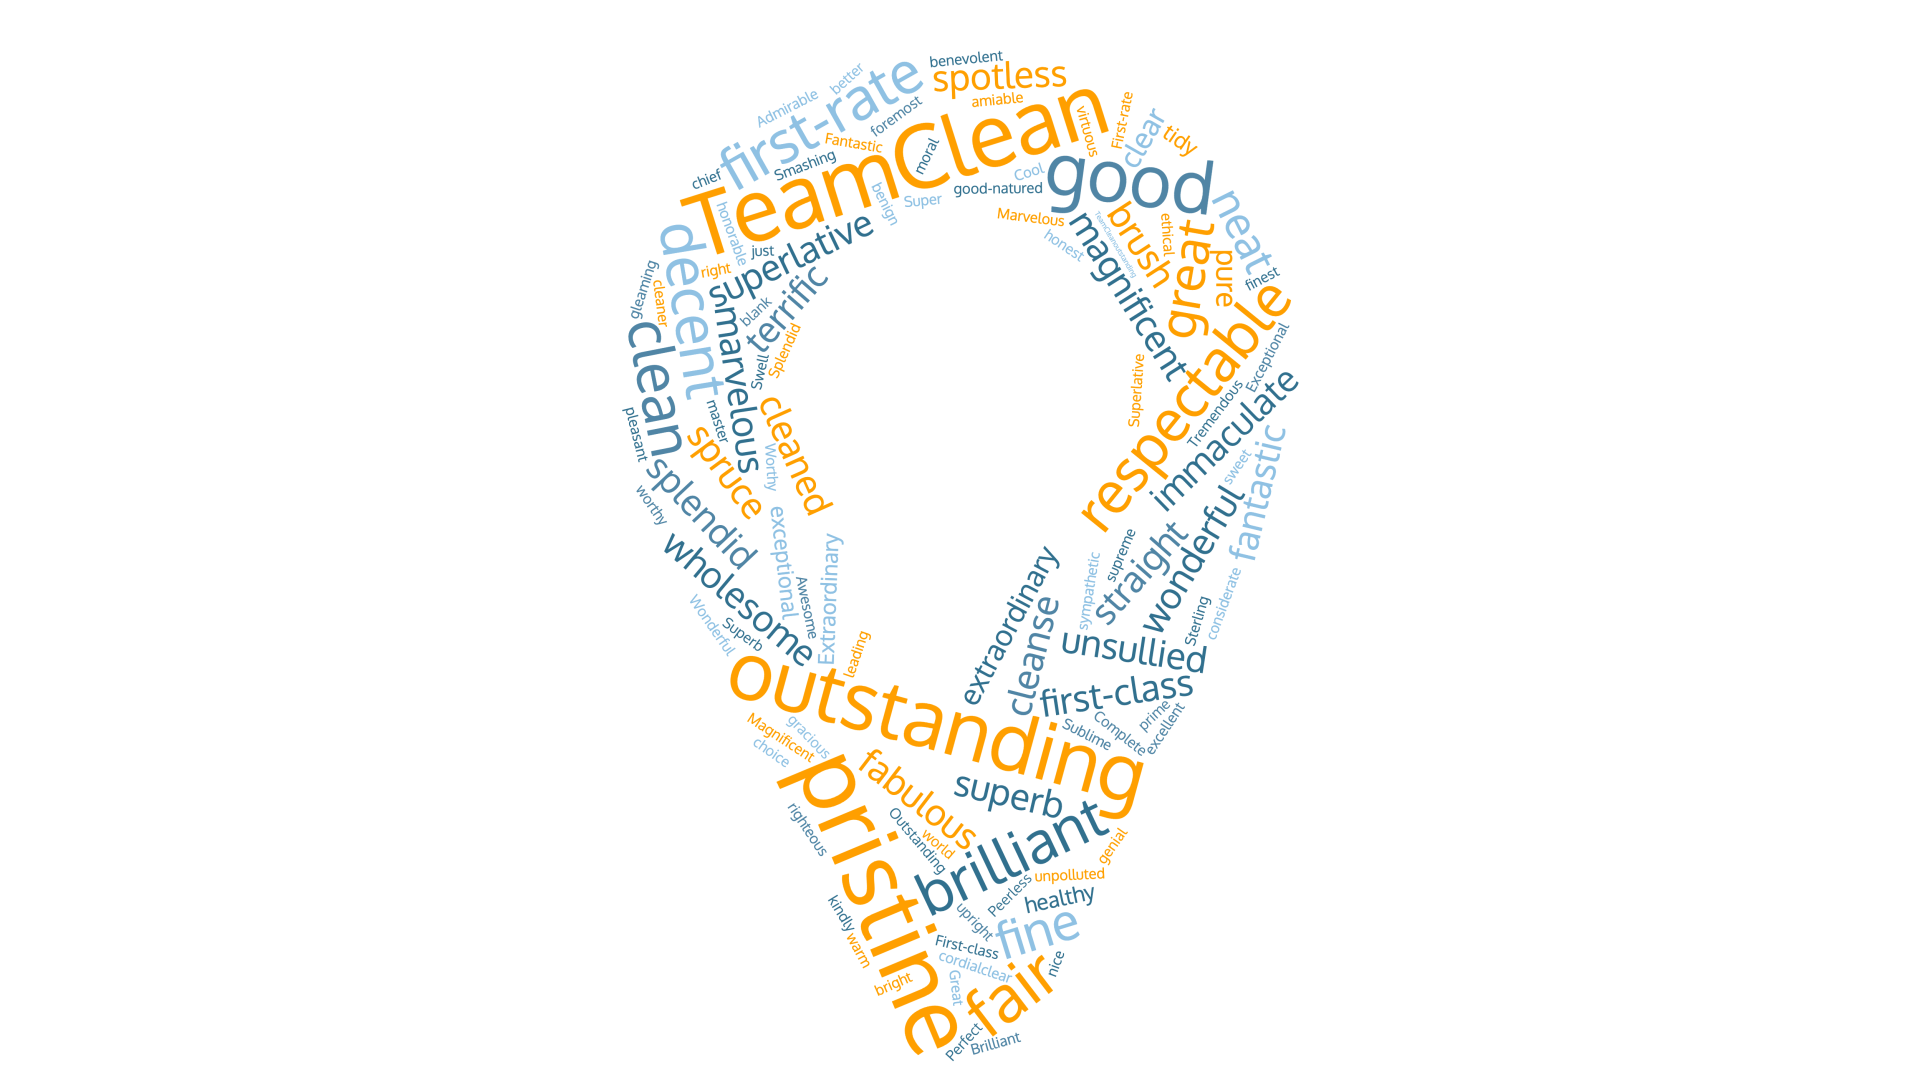 benevolent
spotless
better
first-rate
Admirable
amiable
foremost
TeamClean
virtuous
First-rate
clear
tidy
Fantastic
moral
Smashing
chief
Cool
good
good-natured
benign
Super
neat
honorable
just
Marvelous
honest
TeamCleanoutstanding
brush
ethical
great
pure
finest
decent
right
superlative
magnificent
gleaming
cleaner
blank
terrific
respectable
Exceptional
clean
smarvelous
Swell
Splendid
Superlative
Tremendous
immaculate
pleasant
master
spruce
cleaned
Worthy
sweet
fantastic
worthy
splendid
exceptional
Extraordinary
wonderful
straight
supreme
sympathetic
extraordinary
wholesome
Awesome
Wonderful
Superb
leading
cleanse
considerate
Sterling
unsullied
outstanding
first-class
prime
excellent
Complete
Sublime
Magnificent
gracious
choice
pristine
fabulous
superb
righteous
Outstanding
world
brilliant
genial
unpolluted
Peerless
healthy
kindly
upright
fine
warm
First-class
cordialclear
nice
bright
Great
fair
Perfect
Brilliant